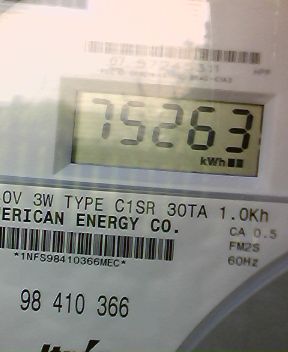 75263
kWh
0V 3W TYPE C1SR 30TA 1.0Kh
ERICAN ENERGY CO.
CA 0.5
FM2S
60Hz
*1NFS98410366MEC*
98 410 366